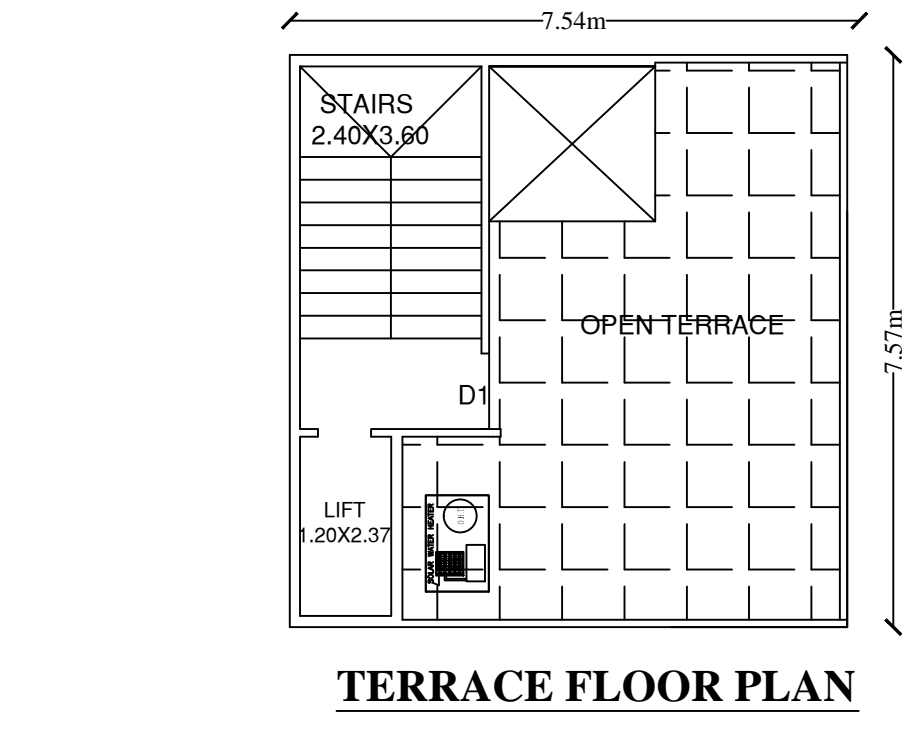 7.54m
STAIRS
2.40X3.60
OPEN TERRACE
7.57m
D1
LIFT
1.20X2.37
O.H.T
SOLAR WATER HEATER
TERRACE FLOOR PLAN